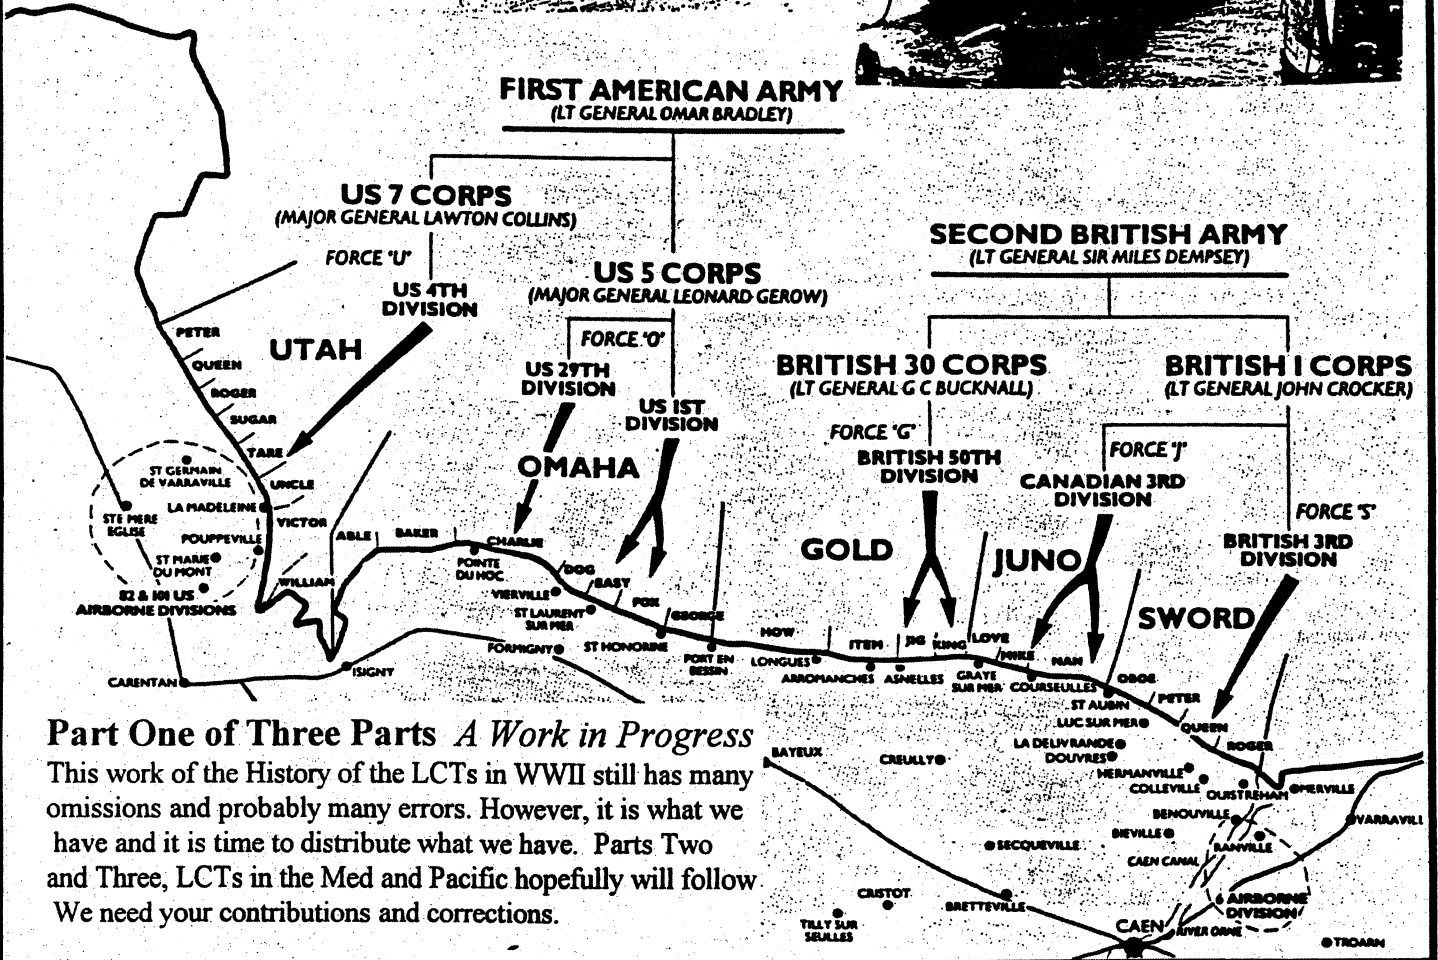 FIRST AMERICAN ARMY
(LT GENERAL OMAR BRADLEY)
US 7 CORPS
(MAJOR GENERAL LAWTON COLLINS)
FORCE "U"
US 4TH
DIVISION
US 5 CORPS
(MAJOR GENERAL LEONARD GEROW)
FORCE "O"
US 29TH
DIVISION
US 1ST
DIVISION
SECOND BRITISH ARMY
(LT GENERAL SIR MILES DEMPSEY)
BRITISH 30 CORPS
(LT GENERAL G C BUCKNALL)
FORCE "G"
BRITISH 50TH
DIVISION
BRITISH I CORPS
(LT GENERAL JOHN CROCKER)
FORCE "J"
CANADIAN 3RD
DIVISION
FORCE "S"
BRITISH 3RD
DIVISION
UTAH
OMAHA
GOLD
JUNO
SWORD
PETER
QUEEN
ROGER
SUGAR
TARE
UNCLE
VICTOR
WILLIAM
ABLE
BAKER
CHARLIE
DOG
EASY
FOX
GEORGE
HOW
ITEM
JIG
KING
LOVE
MIKE
NAN
OBOE
PETER
QUEEN
ROGER
ST GERMAIN
DE VARRAVILLE
LA MADELEINE
STE MERE
EGLISE
POUPPEVILLE
ST MARIE
DU MONT
82 & 101 US
AIRBORNE DIVISIONS
CARENTAN
ISIGNY
POINTE
DU HOC
VIERVILLE
ST LAURENT
SUR MER
FORMIGNY
ST HONORINE
PORT EN
BESSIN
LONGUES
ARROMANCHES
ASNELLES
GRAYE
SUR MER
COURSEULLES
ST AUBIN
LUC SUR MER
LA DELIVRANDE
DOUVRES
HERMANVILLE
COLLEVILLE
OUISTREHAM
MERVILLE
BENOUVILLE
VARRAVILL
BIEVILLE
RANVILLE
CAEN CANAL
6 AIRBORNE
DIVISION
RIVER ORNE
CAEN
TROARN
BAYEUX
CREULLY
SECQUEVILLE
CRISTOT
BRETTEVILLE
TILLY SUR
SEULLES
Part One of Three Parts A Work in Progress
This work of the History of the LCTs in WWII still has many
omissions and probably many errors. However, it is what we
have and it is time to distribute what we have. Parts Two
and Three, LCTs in the Med and Pacific hopefully will follow.
We need your contributions and corrections.